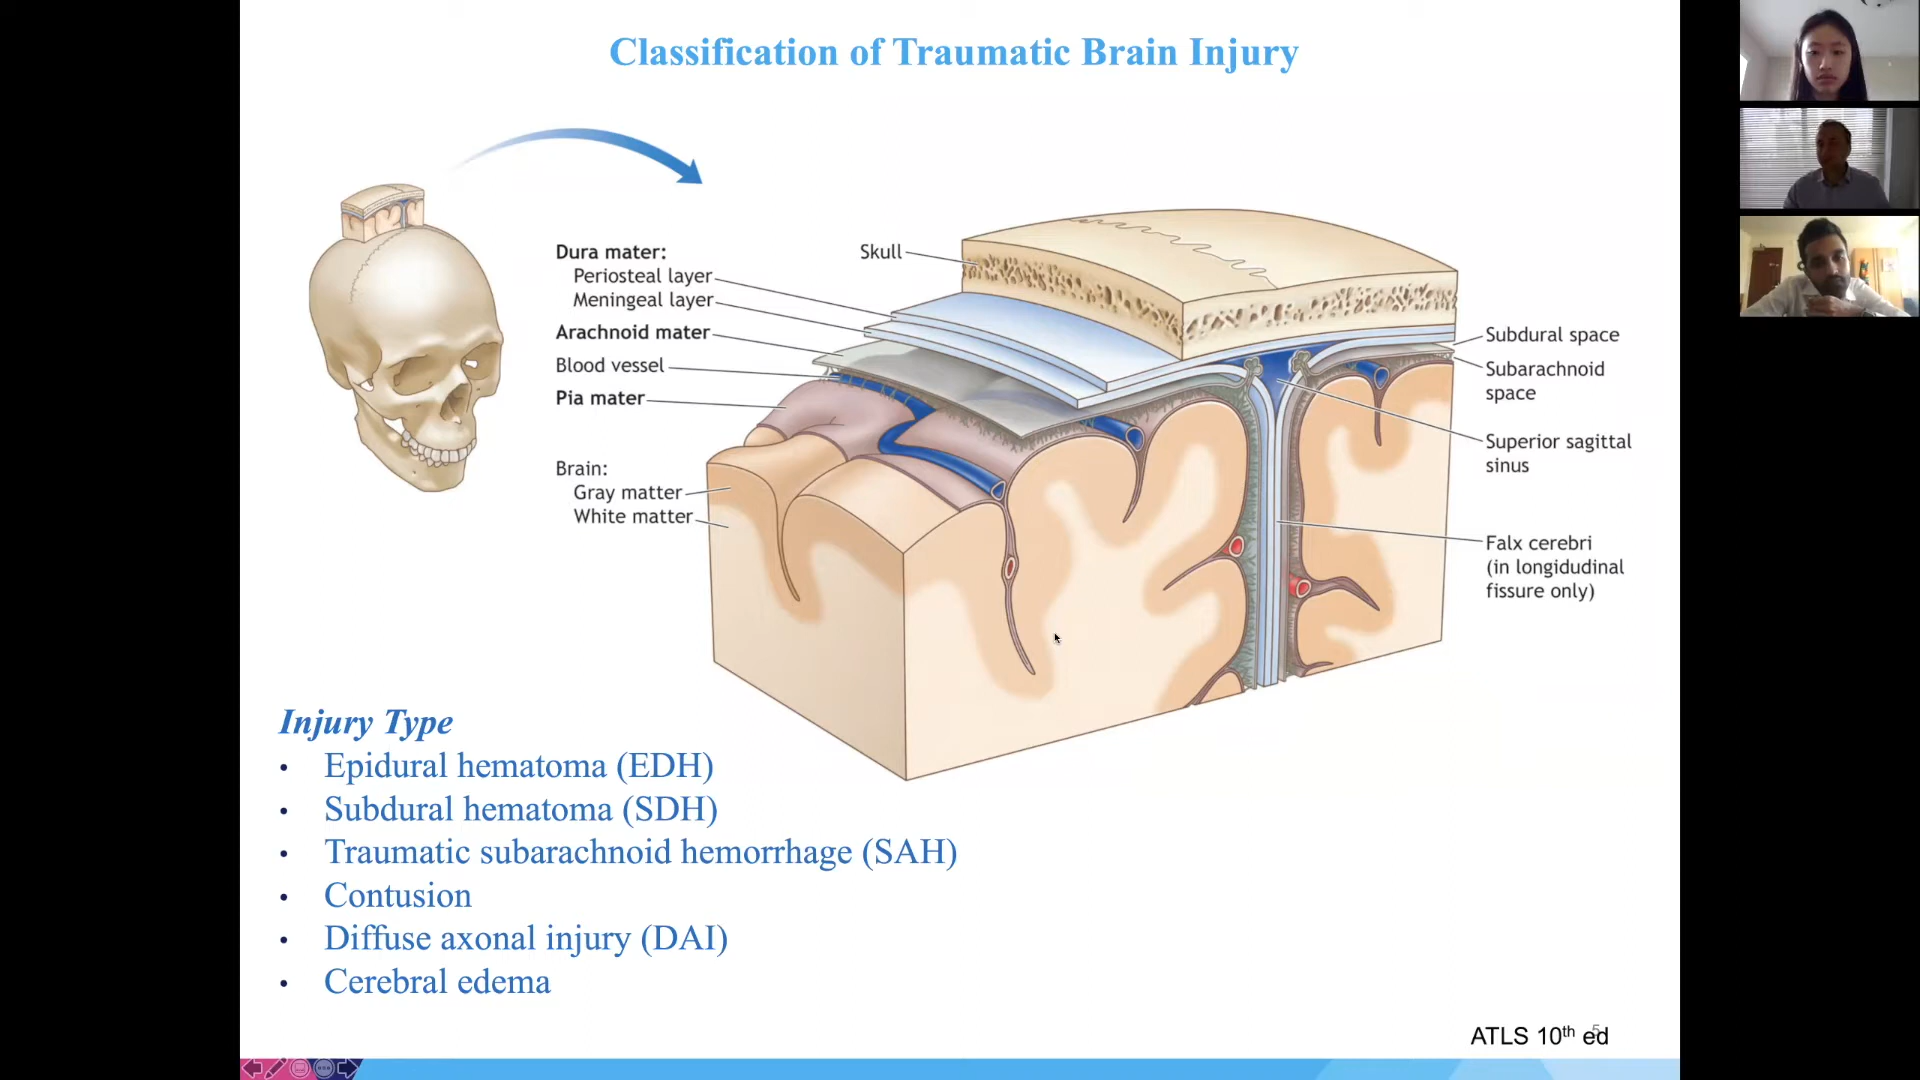 Classification of Traumatic Brain Injury
Dura mater:
Periosteal layer
Meningeal layer
Arachnoid mater
Blood vessel
Pia mater
Brain:
Gray matter
White matter
Skull
Subdural space
Subarachnoid
space
Superior sagittal
sinus
Falx cerebri
(in longidudinal
fissure only)
Injury Type
• Epidural hematoma (EDH)
• Subdural hematoma (SDH)
• Traumatic subarachnoid hemorrhage (SAH)
• Contusion
• Diffuse axonal injury (DAI)
• Cerebral edema
ATLS 10th ed
5